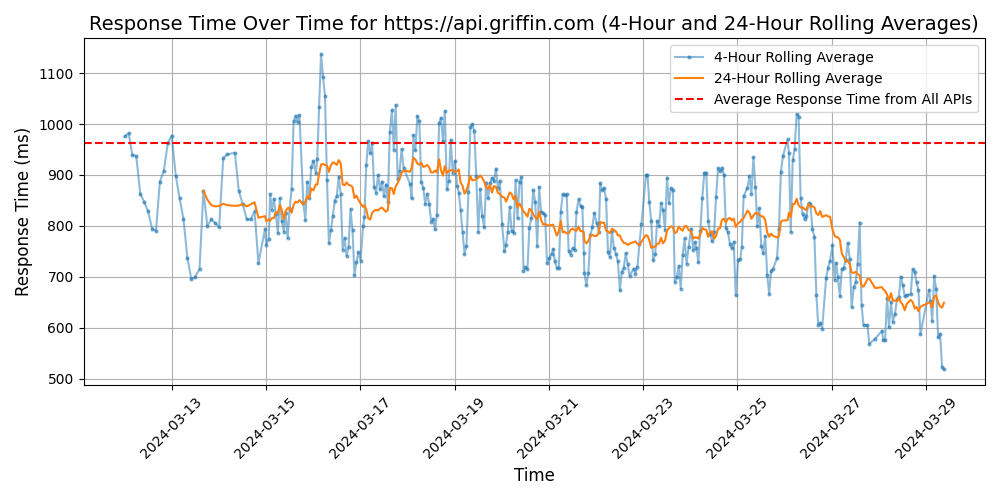 Response Time Over Time for https://api.griffin.com (4-Hour and 24-Hour Rolling Averages)
4-Hour Rolling Average
24-Hour Rolling Average
Average Response Time from All APIs
Response Time (ms)
1100
1000
900
800
700
600
500
2024-03-13
2024-03-15
2024-03-17
2024-03-19
2024-03-21
2024-03-23
2024-03-25
2024-03-27
2024-03-29
Time